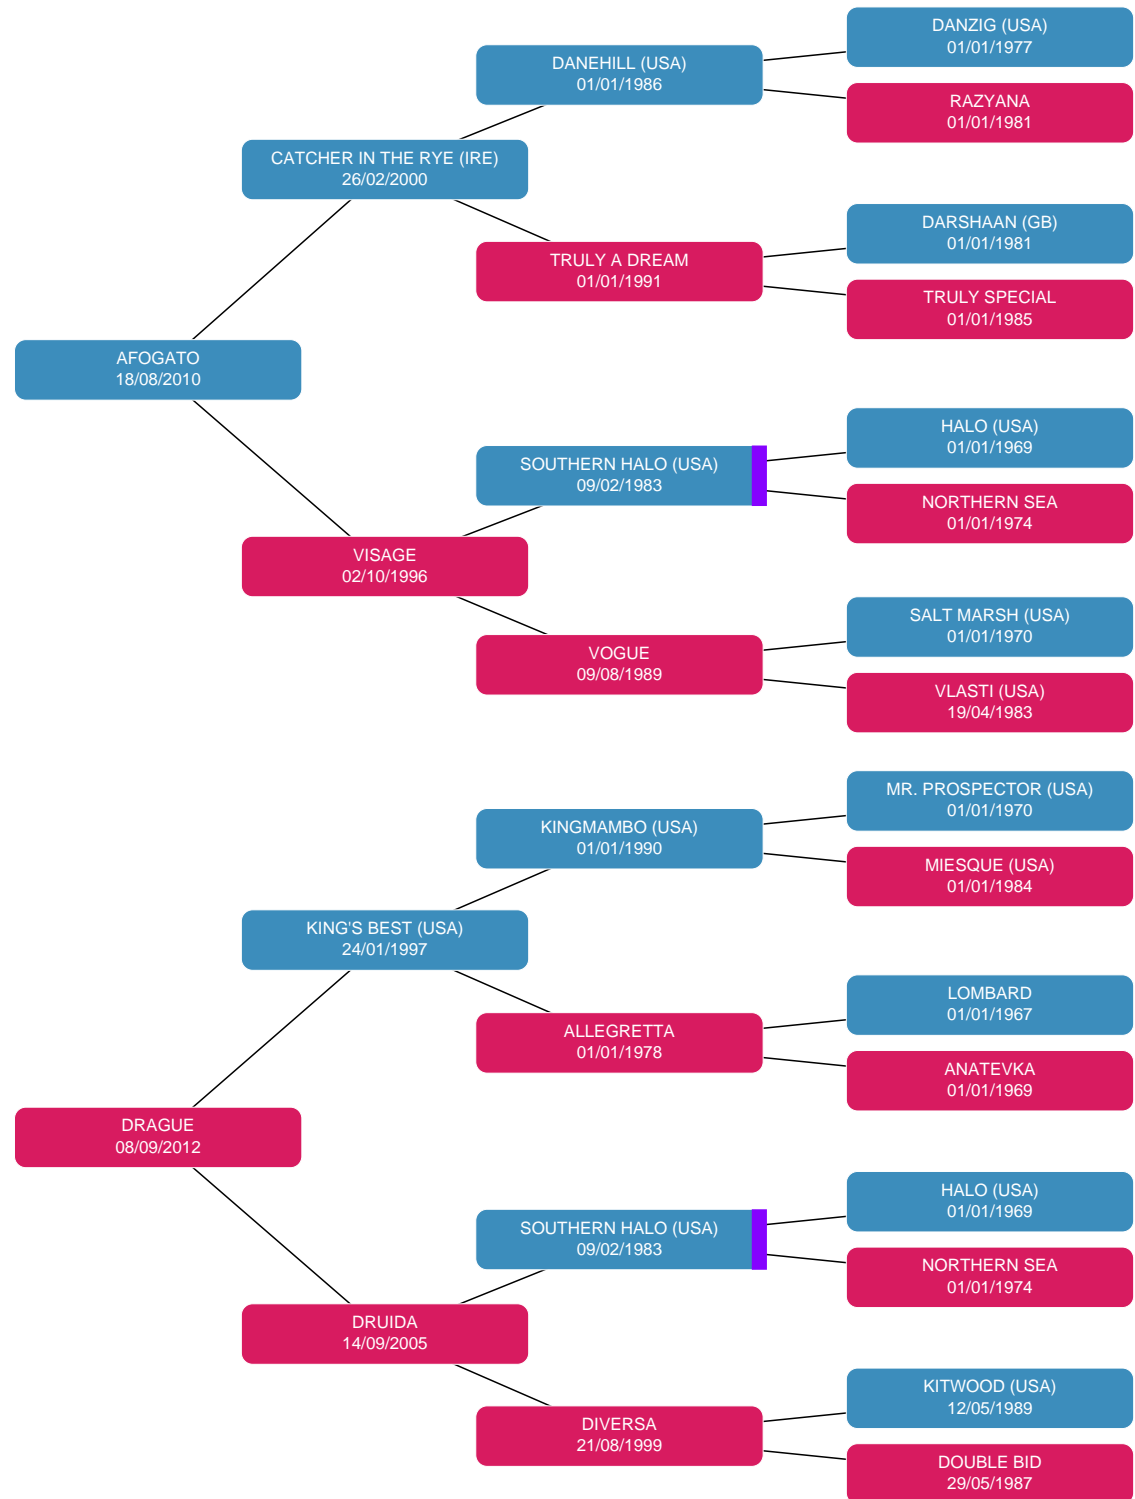 DANZIG (USA)
01/01/1977
DANEHILL (USA)
01/01/1986
RAZYANA
01/01/1981
CATCHER IN THE RYE (IRE)
26/02/2000
DARSHAAN (GB)
01/01/1981
TRULY A DREAM
01/01/1991
TRULY SPECIAL
01/01/1985
AFOGATO
18/08/2010
HALO (USA)
01/01/1969
SOUTHERN HALO (USA)
09/02/1983
NORTHERN SEA
01/01/1974
VISAGE
02/10/1996
SALT MARSH (USA)
01/01/1970
VOGUE
09/08/1989
VLASTI (USA)
19/04/1983
MR. PROSPECTOR (USA)
01/01/1970
KINGMAMBO (USA)
01/01/1990
MIESQUE (USA)
01/01/1984
KING'S BEST (USA)
24/01/1997
LOMBARD
01/01/1967
ALLEGRETTA
01/01/1978
ANATEVKA
01/01/1969
DRAGUE
08/09/2012
HALO (USA)
01/01/1969
SOUTHERN HALO (USA)
09/02/1983
NORTHERN SEA
01/01/1974
DRUIDA
14/09/2005
KITWOOD (USA)
12/05/1989
DIVERSA
21/08/1999
DOUBLE BID
29/05/1987